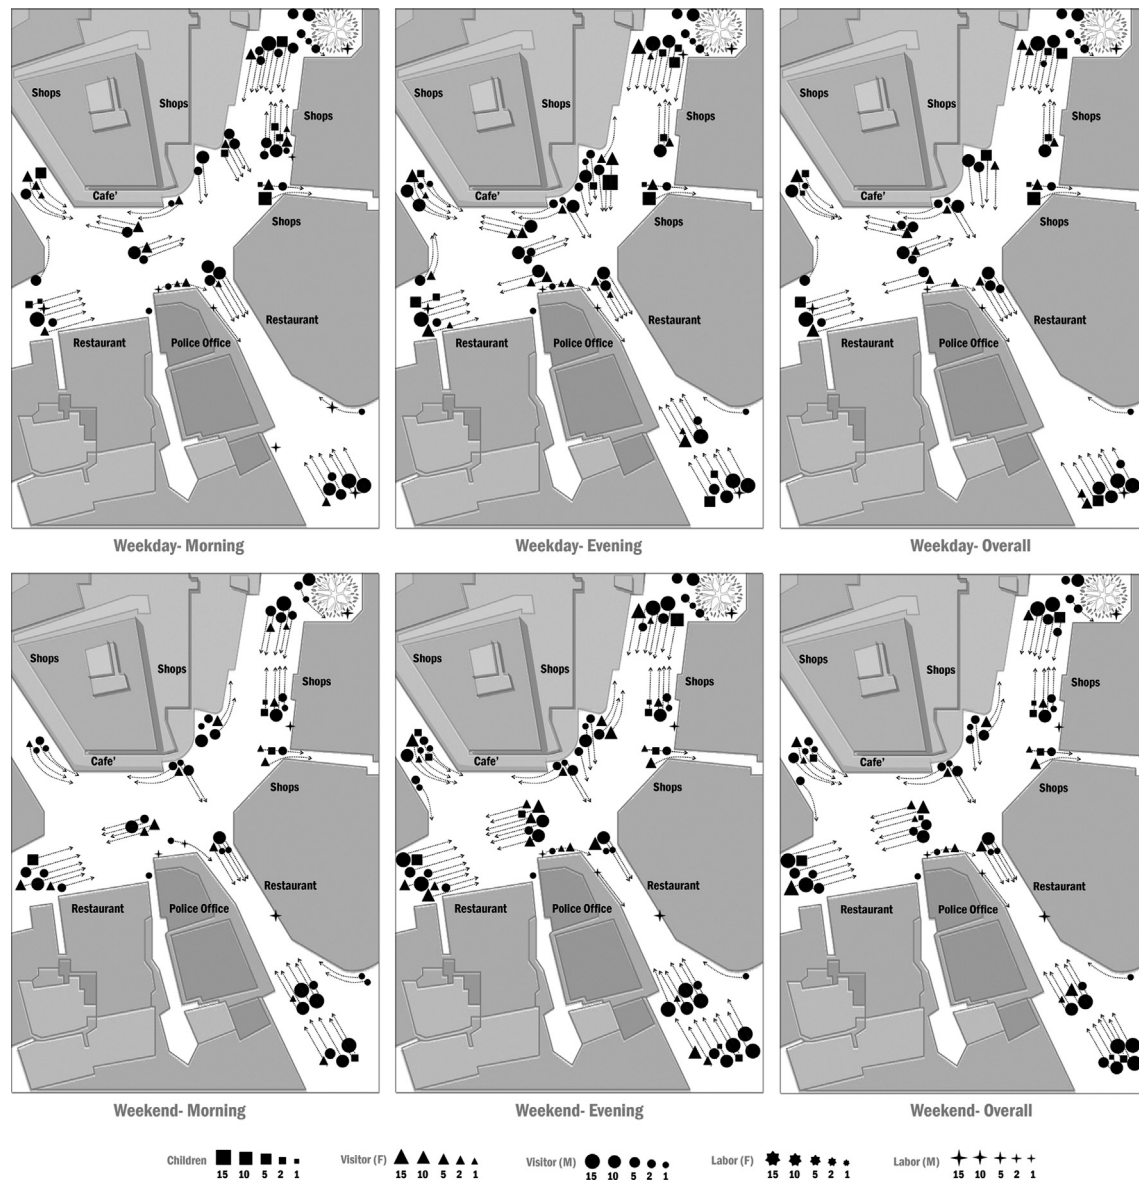 Shops
Shops
Shops
Cafe'
Shops
Restaurant
Restaurant
Police Office
Weekday- Morning
Shops
Shops
Shops
Cafe'
Shops
Restaurant
Restaurant
Police Office
Weekday- Evening
Shops
Shops
Shops
Cafe'
Shops
Restaurant
Restaurant
Police Office
Weekday- Overall
Shops
Shops
Shops
Cafe'
Shops
Restaurant
Restaurant
Police Office
Weekend- Morning
Shops
Shops
Shops
Cafe'
Shops
Restaurant
Restaurant
Police Office
Weekend- Evening
Shops
Shops
Shops
Cafe'
Shops
Restaurant
Restaurant
Police Office
Weekend- Overall
Children
15 10 5 2 1
Visitor (F)
15 10 5 2 1
Visitor (M)
15 10 5 2 1
Labor (F)
15 10 5 2 1
Labor (M)
15 10 5 2 1